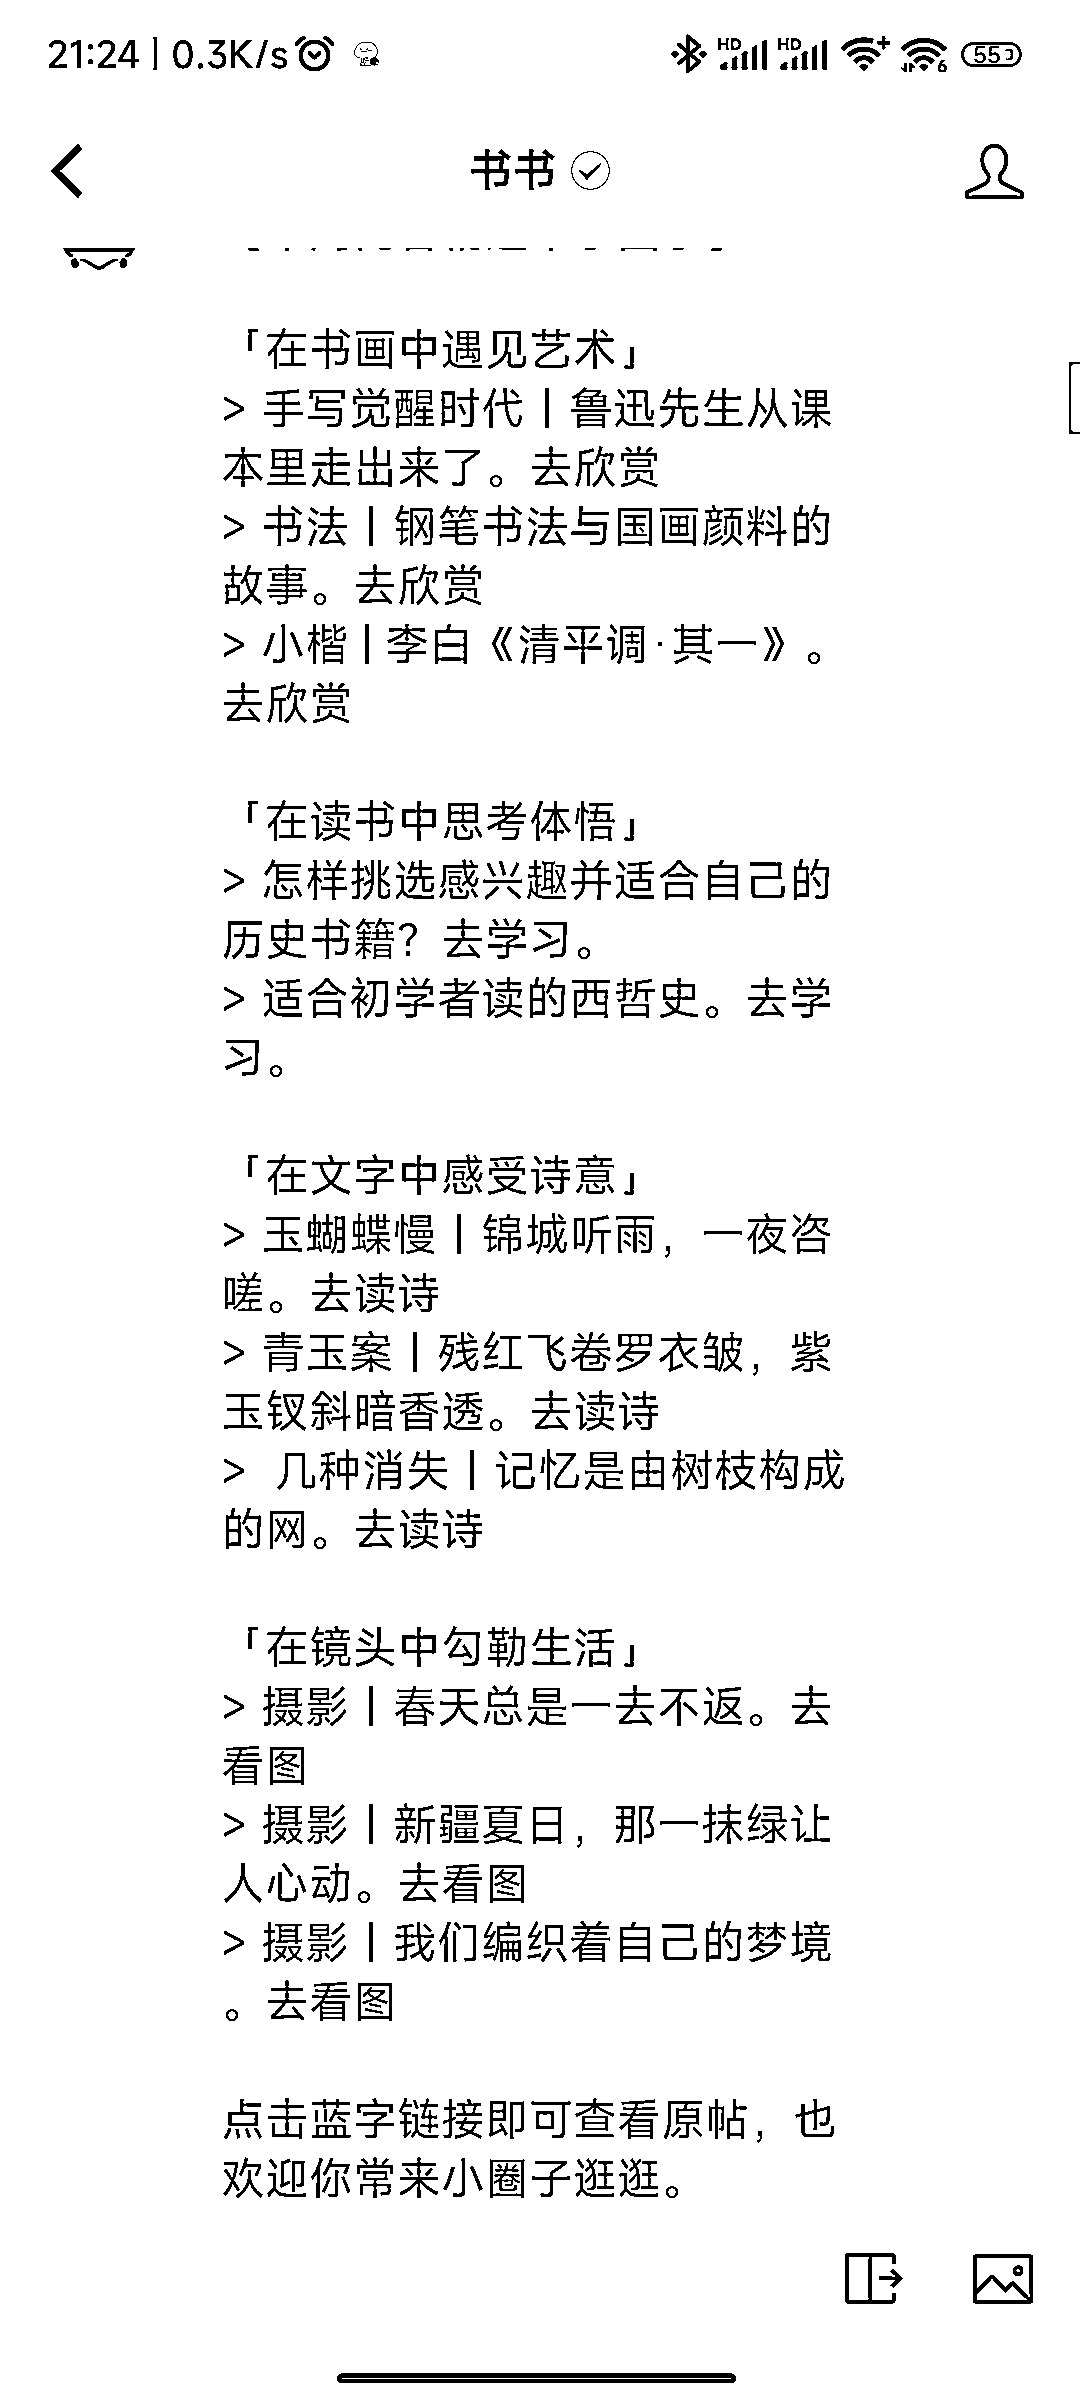 21:24 | 0.3K/s
HD HD 6 55
书书
「在书画中遇见艺术」
> 手写觉醒时代丨鲁迅先生从课
本里走出来了。去欣赏
> 书法丨钢笔书法与国画颜料的
故事。去欣赏
> 小楷 | 李白《清平调·其一》。
去欣赏
「在读书中思考体悟」
> 怎样挑选感兴趣并适合自己的
历史书籍？去学习。
> 适合初学者读的西哲史。去学
习。
「在文字中感受诗意」
> 玉蝴蝶慢丨锦城听雨，一夜咨
嗟。去读诗
> 青玉案丨残红飞卷罗衣皱，紫
玉钗斜暗香透。去读诗
>  几种消失丨记忆是由树枝构成
的网。去读诗
「在镜头中勾勒生活」
> 摄影丨春天总是一去不返。去
看图
> 摄影丨新疆夏日，那一抹绿让
人心动。去看图
> 摄影丨我们编织着自己的梦境
。去看图
点击蓝字链接即可查看原帖，也
欢迎你常来小圈子逛逛。